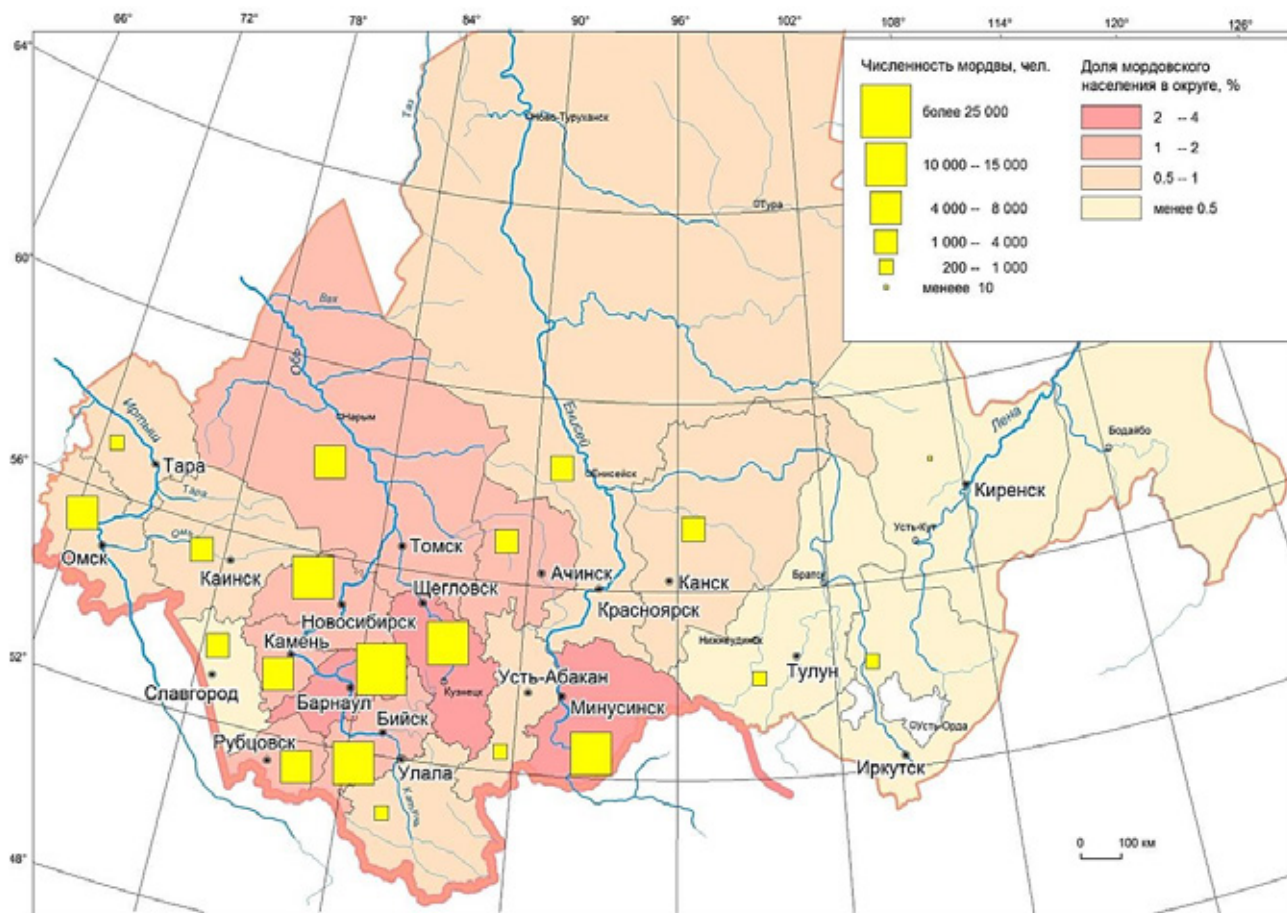 66° 72° 78° 84° 90° 96° 102° 108° 114° 120° 126°
64°
60°
56°
52°
48°
Численность мордвы, чел.
более 25 000
10 000 -- 15 000
4 000 -- 8 000
1 000 -- 4 000
200 -- 1 000
менеее 10
Доля мордовского
населения в округе, %
2 -- 4
1 -- 2
0,5 -- 1
менее 0.5
Таз
Ново-Туруханск
Тура
Вах
Обь
Нарым
Енисей
Енисейск
Иртыш
Тара
Тара
Омь
Омск
Каинск
Томск
Щегловск
Ачинск
Красноярск
Канск
Новосибирск
Камень
Славгород
Барнаул
Кузнецк
Бийск
Рубцовск
Улала
Катунь
Усть-Абакан
Минусинск
Лена
Бодайбо
Киренск
Усть-Кут
Братск
Нижнеудинск
Тулун
Усть-Орда
Иркутск
0 100 км